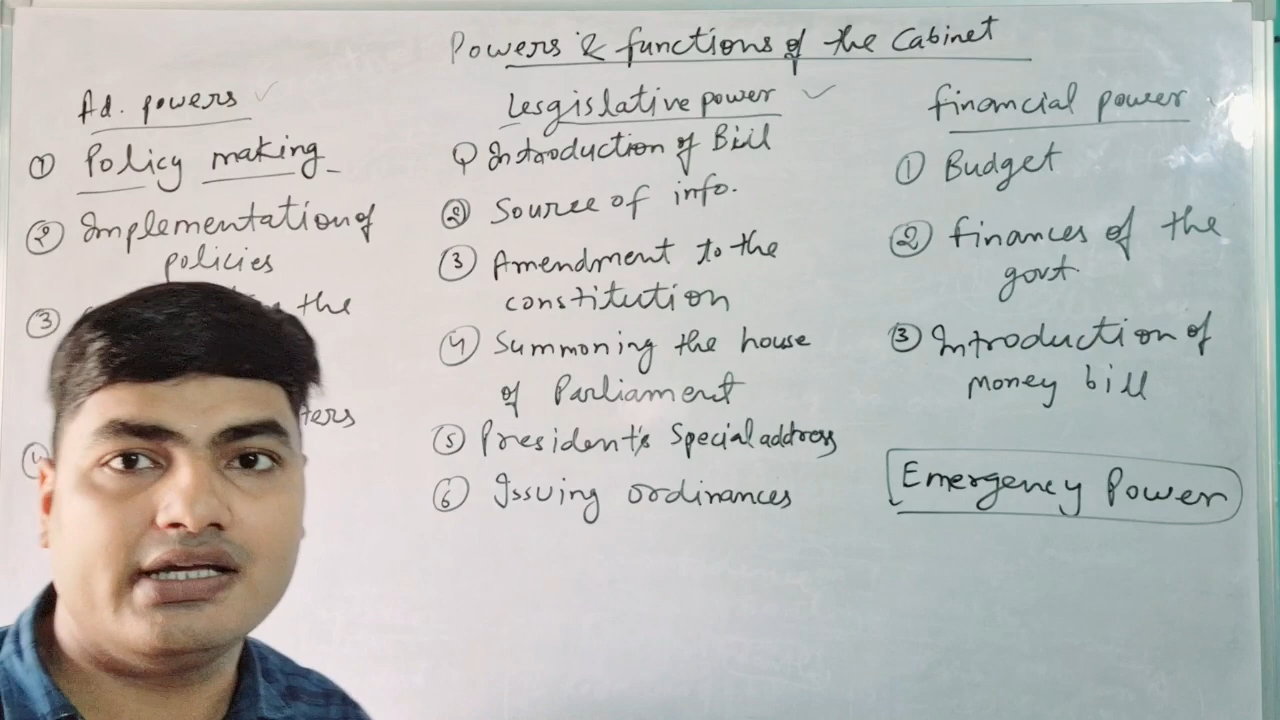 Powers & functions of the Cabinet
Ad. powers
① Policy making
② Implementation of
policies
③ the
ters
Lesgislative power
① Introduction of Bill
② Source of info.
③ Amendment to the
constitution
④ Summoning the house
of Parliament
⑤ President's Special address
⑥ Issuing ordinances
financial power
① Budget
② finances of the
govt.
③ Introduction of
money bill
Emergency Power